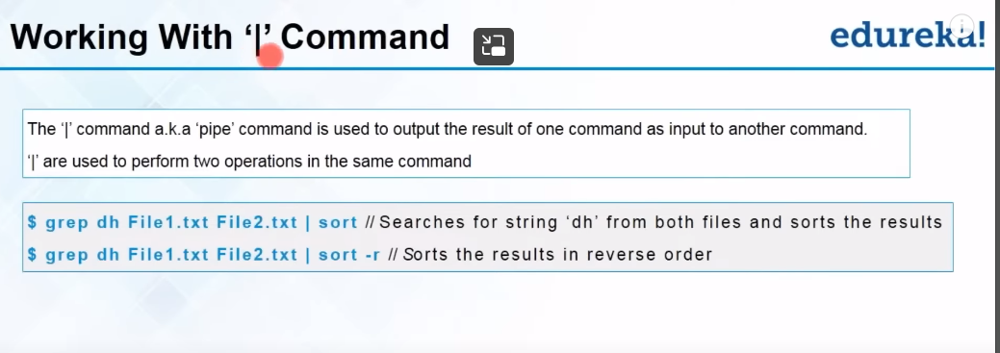 Working With ‘|’ Command
edureka!
The ‘|’ command a.k.a ‘pipe’ command is used to output the result of one command as input to another command.
‘|’ are used to perform two operations in the same command
$ grep dh File1.txt File2.txt | sort // Searches for string ‘dh’ from both files and sorts the results
$ grep dh File1.txt File2.txt | sort -r // Sorts the results in reverse order